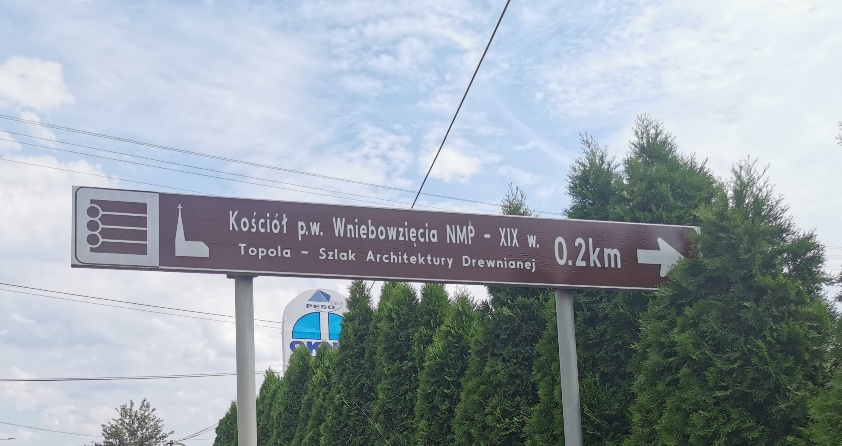 Kościół p.w. Wniebowzięcia NMP - XIX w.
Topola - Szlak Architektury Drewnianej
0.2km
PESO